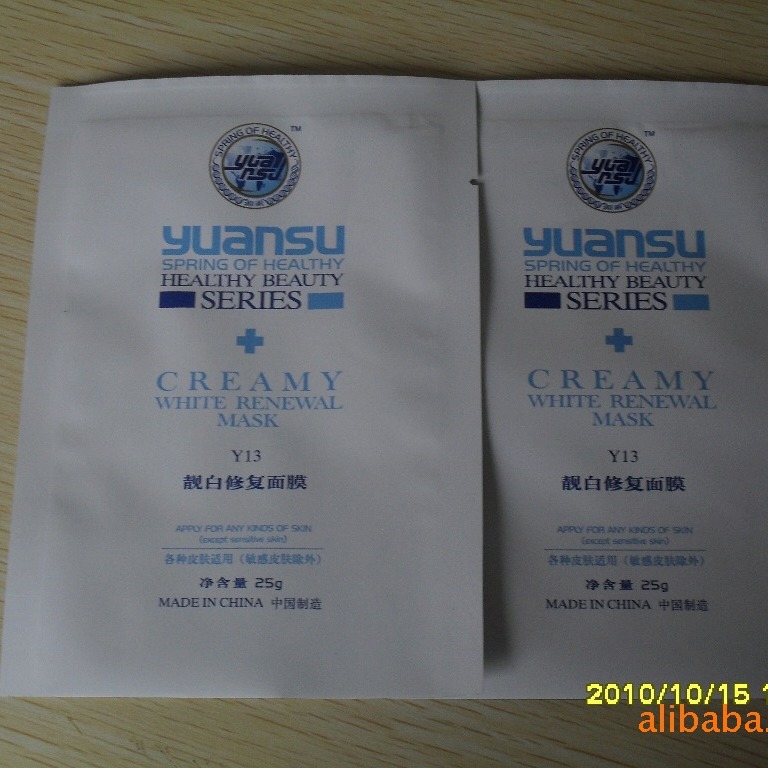 SPRING OF HEALTHY
TM
yuansu
yuansu
SPRING OF HEALTHY
HEALTHY BEAUTY
SERIES
CREAMY
WHITE RENEWAL
MASK
Y13
靓白修复面膜
APPLY FOR ANY KINDS OF SKIN
(except sensitive skin)
各种皮肤适用（敏感皮肤除外）
净含量 25g
MADE IN CHINA 中国制造
SPRING OF HEALTHY
TM
yuansu
yuansu
SPRING OF HEALTHY
HEALTHY BEAUTY
SERIES
CREAMY
WHITE RENEWAL
MASK
Y13
靓白修复面膜
APPLY FOR ANY KINDS OF SKIN
(except sensitive skin)
各种皮肤适用（敏感皮肤除外）
净含量 25g
MADE IN CHINA 中国制造
2010/10/15 1
alibaba.